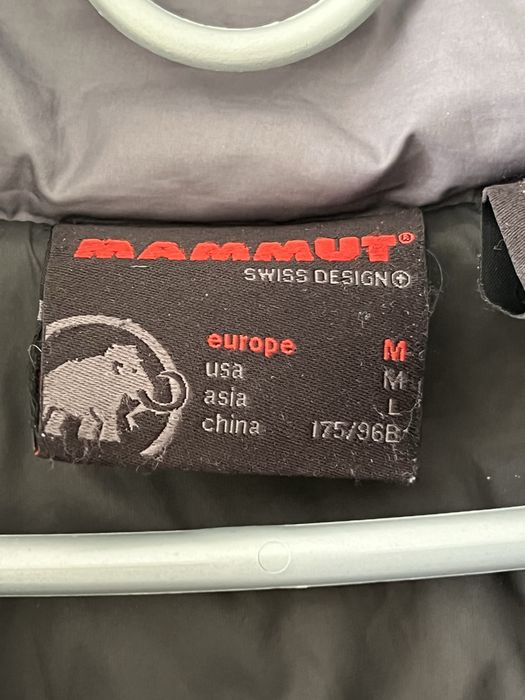 MAMMUT®
SWISS DESIGN
europe M
usa M
asia L
china 175/96B